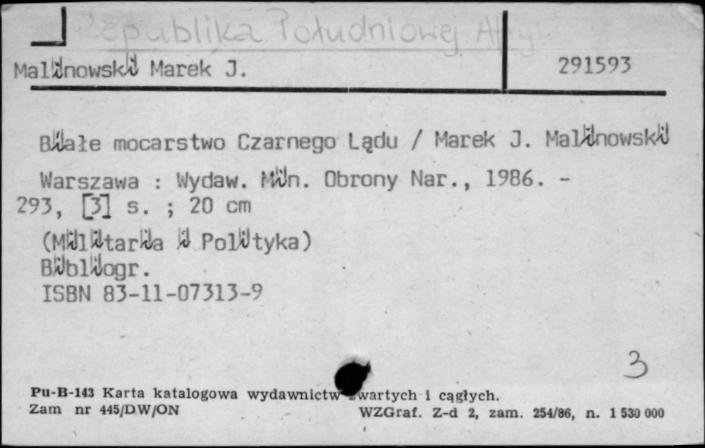 Republika Południowej Afryki
Malinowski Marek J.
291593
Białe mocarstwo Czarnego Lądu / Marek J. Malinowski
Warszawa : Wydaw. Min. Obrony Nar., 1986. -
293, [3] s. ; 20 cm
(Militaria i Polityka)
Bibliogr.
ISBN 83-11-07313-9
3
Pu-B-143 Karta katalogowa wydawnictw zwartych i ciągłych.
Zam nr 445/DW/ON
WZGraf. Z-d 2, zam. 254/86, n. 1 530 000